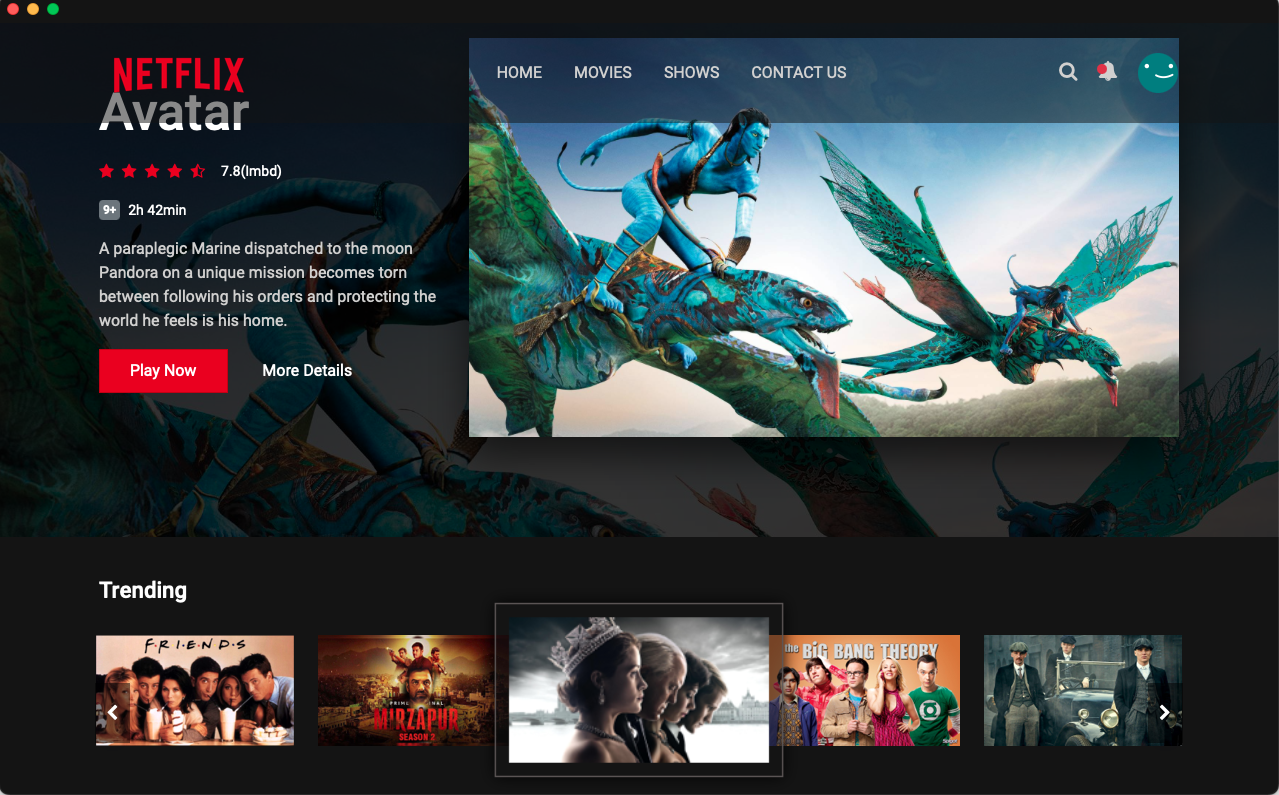 NETFLIX
HOME MOVIES SHOWS CONTACT US
Avatar
7.8(Imbd)
9+ 2h 42min
A paraplegic Marine dispatched to the moon
Pandora on a unique mission becomes torn
between following his orders and protecting the
world he feels is his home.
Play Now More Details
Trending
F·R·I·E·N·D·S
MIRZAPUR
SEASON 2
the BIG BANG THEORY